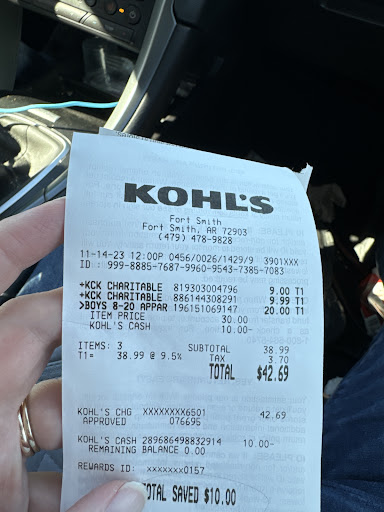 KOHL'S
Fort Smith
Fort Smith, AR 72903
(479) 478-9828
11-14-23 12:00P 0456/0026/1429/9 3901XXX
ID: 999-8885-7687-9960-9543-7385-7083
+KCK CHARITABLE 819303004796 9.00 T1
+KCK CHARITABLE 886144308291 9.99 T1
>BOYS 8-20 APPAR 196151069147 20.00 T1
ITEM PRICE 30.00
KOHL'S CASH 10.00-
ITEMS: 3 SUBTOTAL 38.99
T1= 38.99 @ 9.5% TAX 3.70
TOTAL $42.69
KOHL'S CHG XXXXXXXX6501 42.69
APPROVED 076695
KOHL'S CASH 289686498832914 10.00-
REMAINING BALANCE 0.00
REWARDS ID: xxxxxxx0157
TOTAL SAVED $10.00